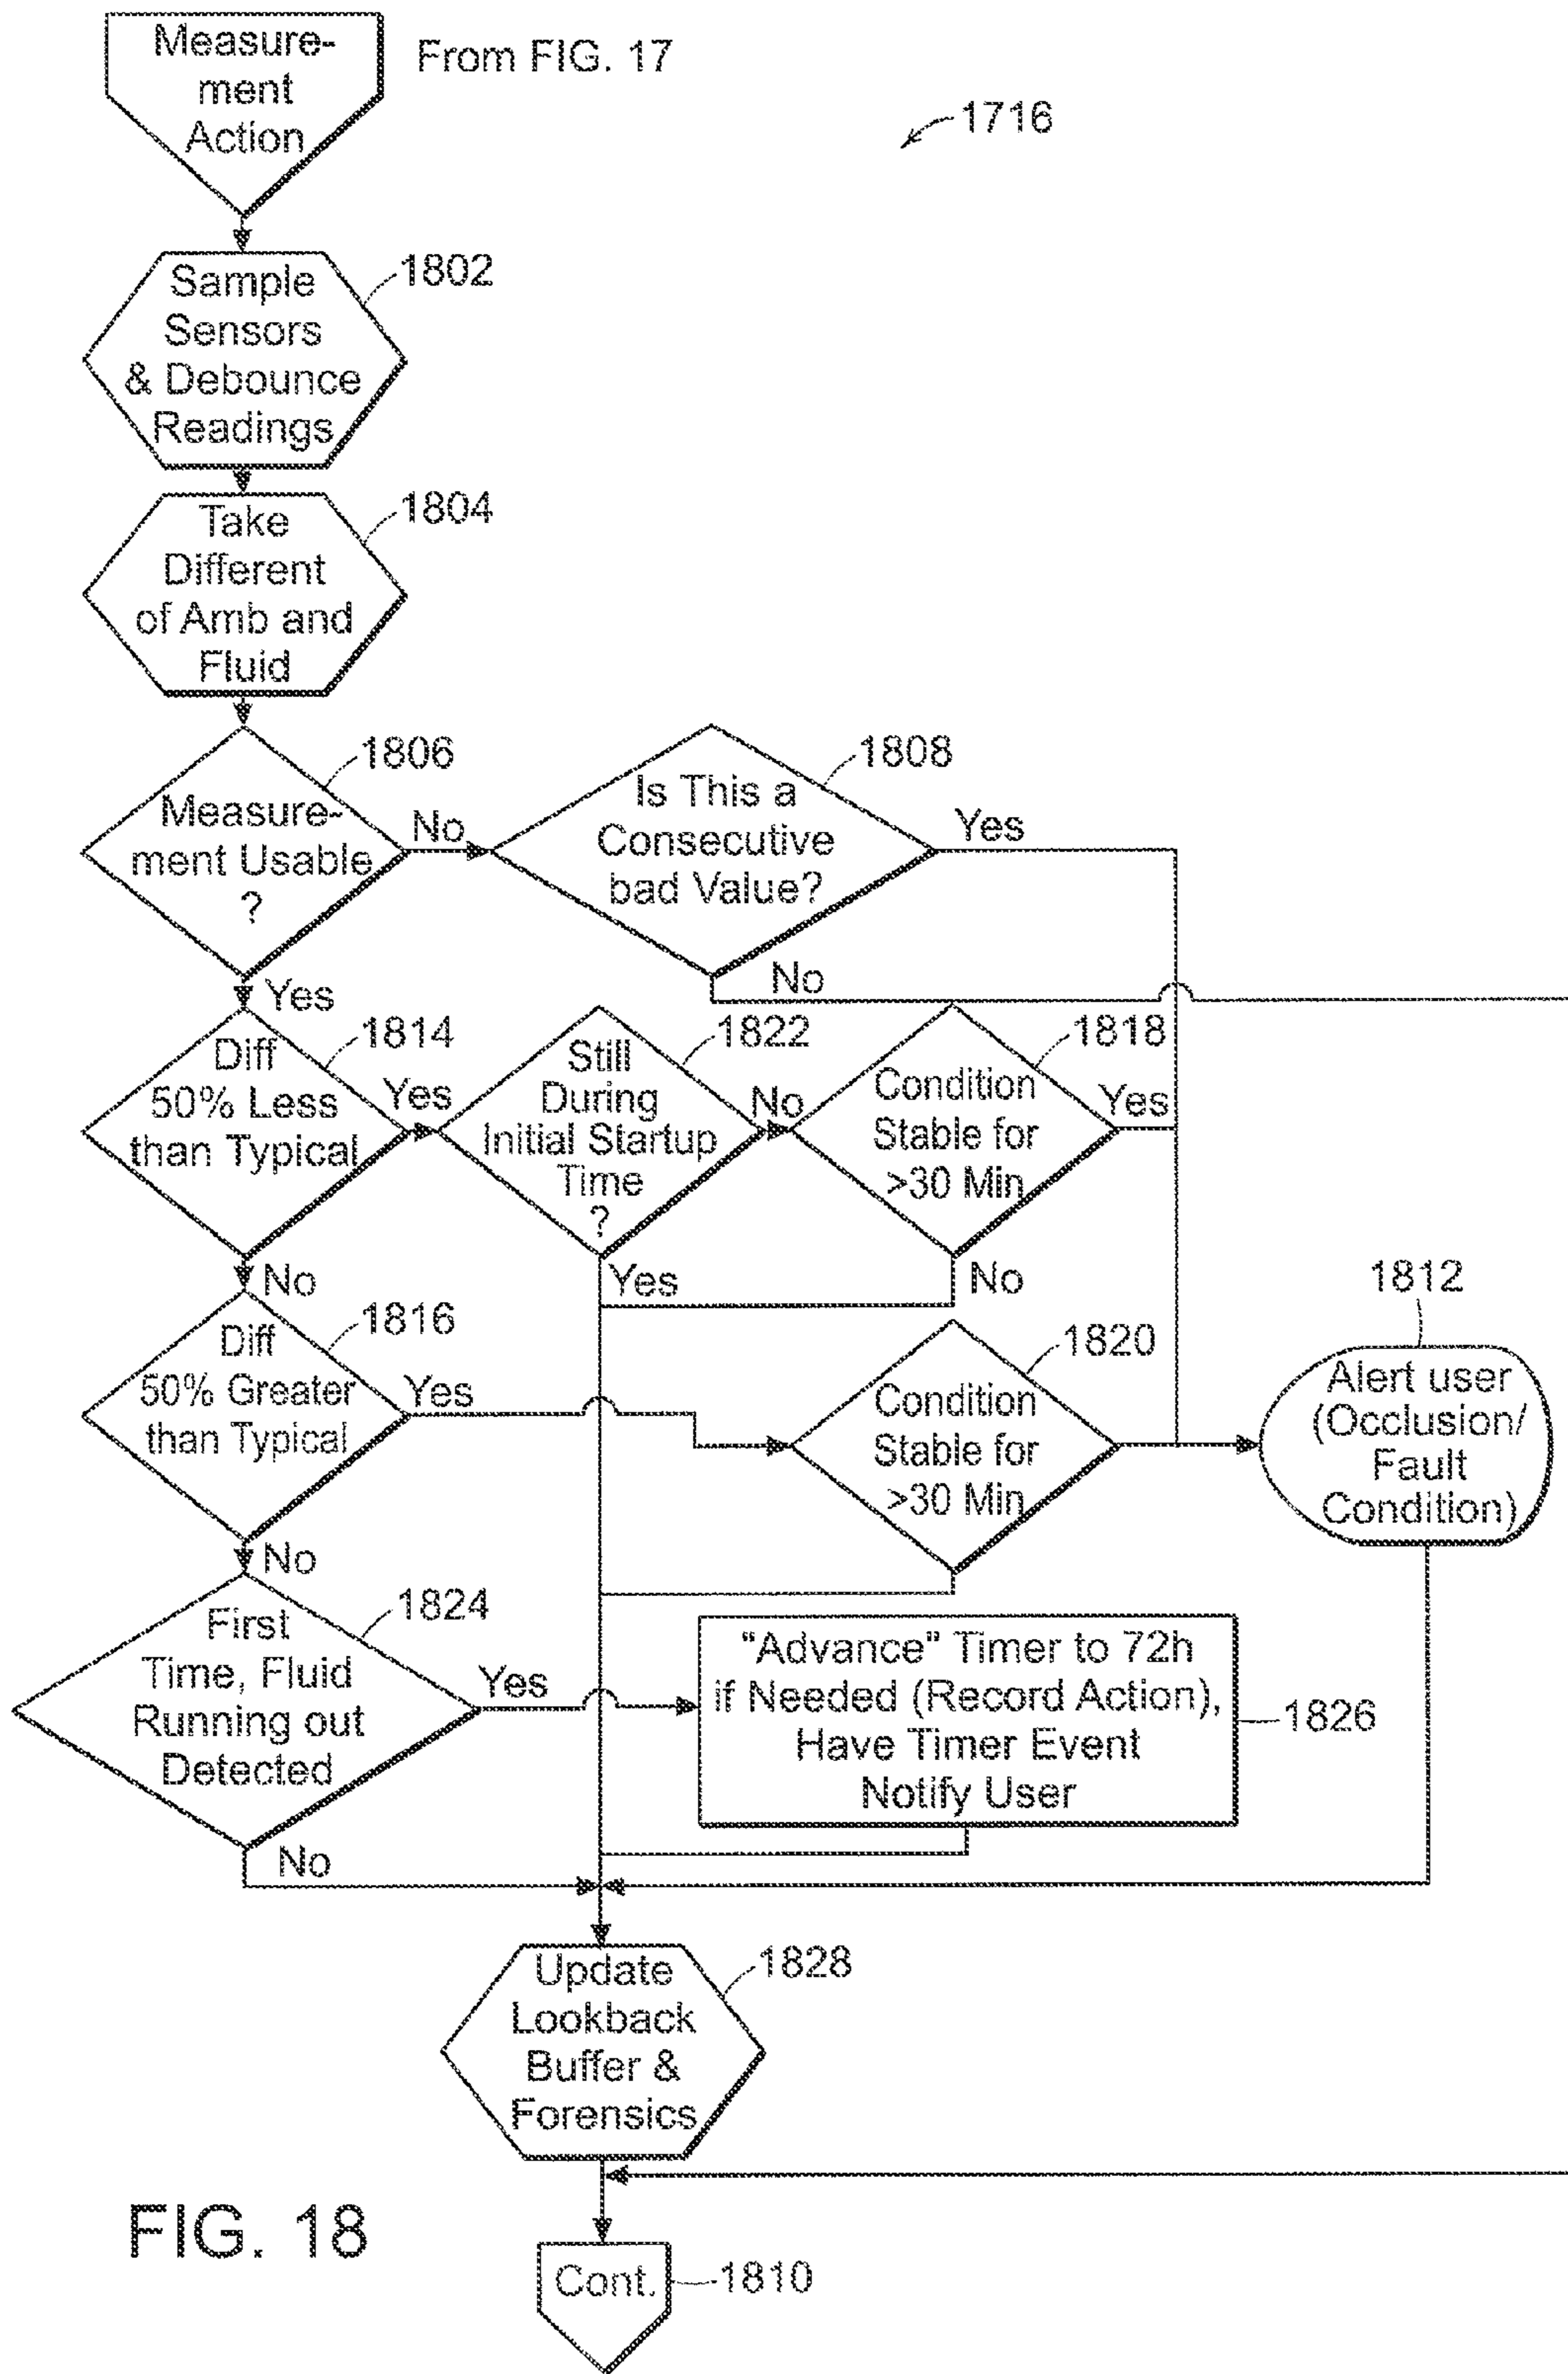 Measure-
ment
Action
From FIG. 17
1716
Sample
Sensors
& Debounce
Readings
1802
Take
Different
of Amb and
Fluid
1804
Measure-
ment Usable
?
1806
No
Is This a
Consecutive
bad Value?
1808
Yes
No
Yes
Diff
50% Less
than Typical
1814
Yes
Still
During
Initial Startup
Time
?
1822
No
Condition
Stable for
>30 Min
1818
Yes
No
Yes
No
Diff
50% Greater
than Typical
1816
Yes
Condition
Stable for
>30 Min
1820
1812
Alert user
(Occlusion/
Fault
Condition)
No
First
Time, Fluid
Running out
Detected
1824
Yes
"Advance" Timer to 72h
if Needed (Record Action),
Have Timer Event
Notify User
1826
No
Update
Lookback
Buffer &
Forensics
1828
FIG. 18
Cont.
1810